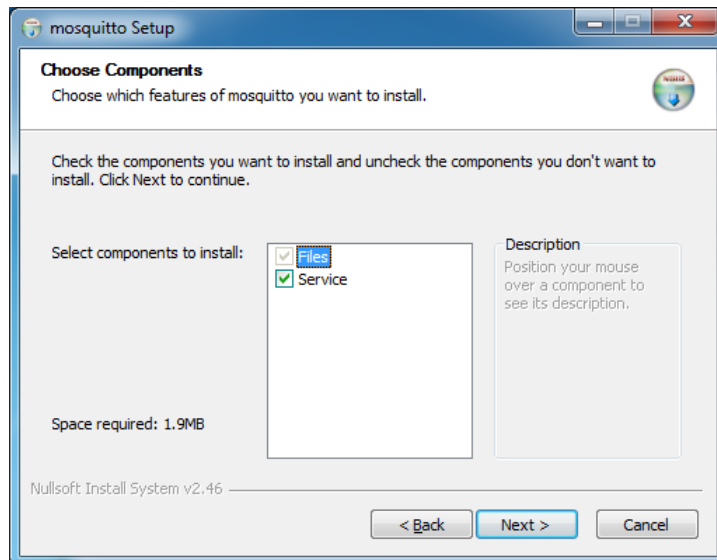 mosquitto Setup
Choose Components
Choose which features of mosquitto you want to install.
Check the components you want to install and uncheck the components you don't want to
install. Click Next to continue.
Select components to install:
Files
Service
Description
Position your mouse
over a component to
see its description.
Space required: 1.9MB
Nullsoft Install System v2.46
< Back
Next >
Cancel